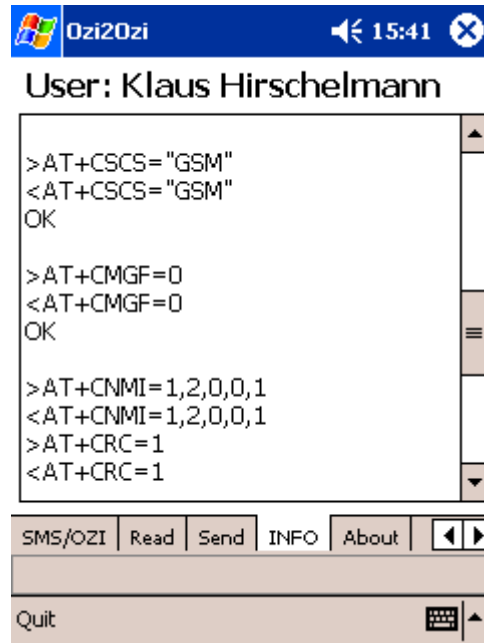 Ozi2Ozi 15:41
User: Klaus Hirschelmann
>AT+CSCS="GSM"
<AT+CSCS="GSM"
OK
>AT+CMGF=0
<AT+CMGF=0
OK
>AT+CNMI=1,2,0,0,1
<AT+CNMI=1,2,0,0,1
>AT+CRC=1
<AT+CRC=1
SMS/OZI Read Send INFO About
Quit